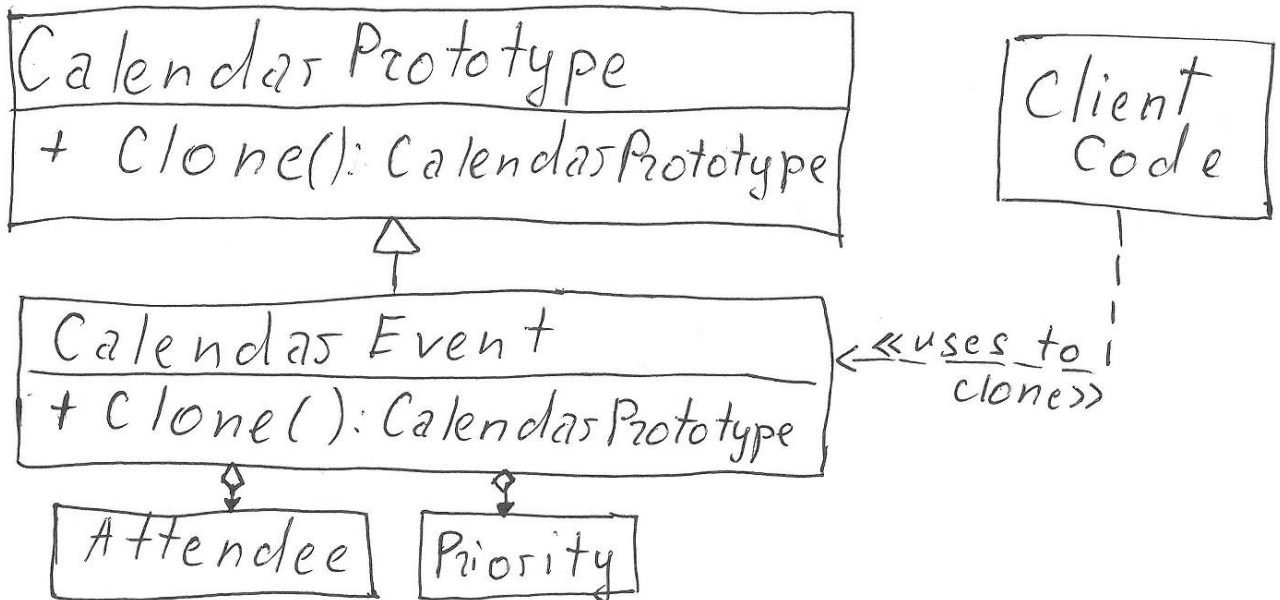 Calendar Prototype
+ Clone(): CalendarPrototype
Client
Code
Calendar Event
+ Clone(): CalendarPrototype
<<uses to
clone>>
Attendee
Priority